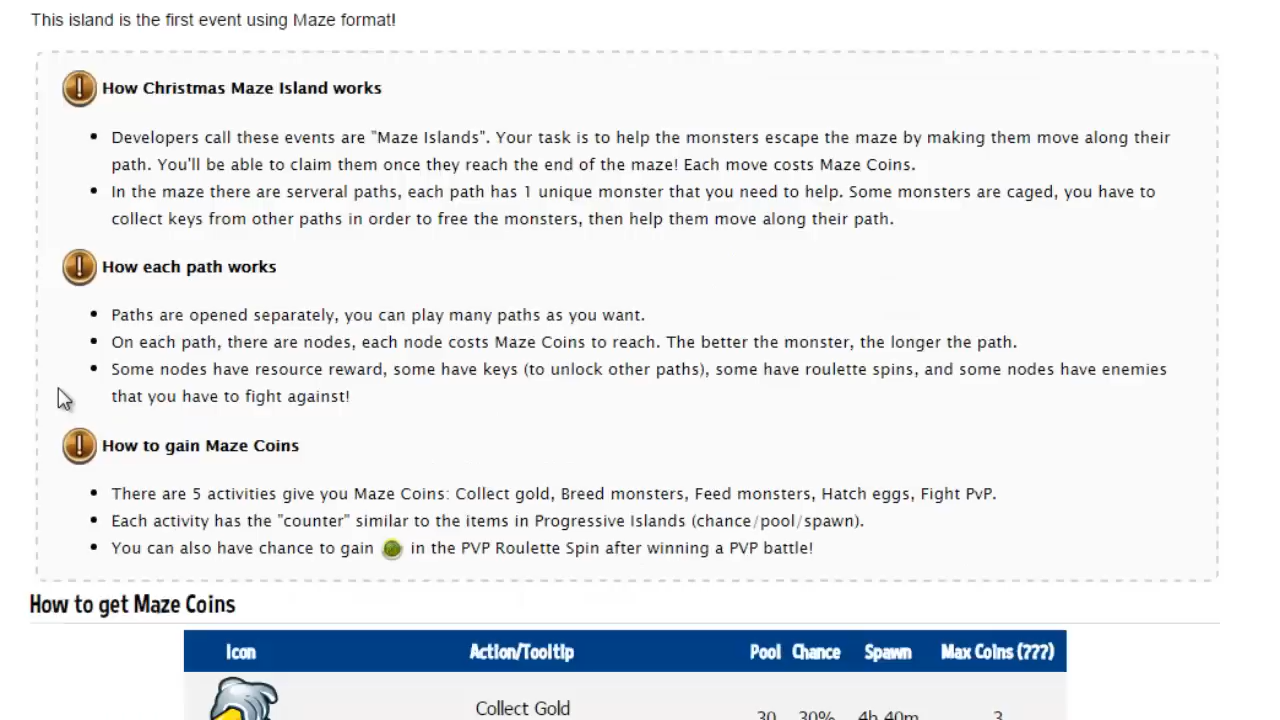 This island is the first event using Maze format!
How Christmas Maze Island works
Developers call these events are "Maze Islands". Your task is to help the monsters escape the maze by making them move along their
path. You'll be able to claim them once they reach the end of the maze! Each move costs Maze Coins.
In the maze there are serveral paths, each path has 1 unique monster that you need to help. Some monsters are caged, you have to
collect keys from other paths in order to free the monsters, then help them move along their path.
How each path works
Paths are opened separately, you can play many paths as you want.
On each path, there are nodes, each node costs Maze Coins to reach. The better the monster, the longer the path.
Some nodes have resource reward, some have keys (to unlock other paths), some have roulette spins, and some nodes have enemies
that you have to fight against!
How to gain Maze Coins
There are 5 activities give you Maze Coins: Collect gold, Breed monsters, Feed monsters, Hatch eggs, Fight PvP.
Each activity has the "counter" similar to the items in Progressive Islands (chance/pool/spawn).
You can also have chance to gain in the PVP Roulette Spin after winning a PVP battle!
How to get Maze Coins
Icon Action/Tooltip Pool Chance Spawn Max Coins (???)
Collect Gold
30 30% 4h 40m 3